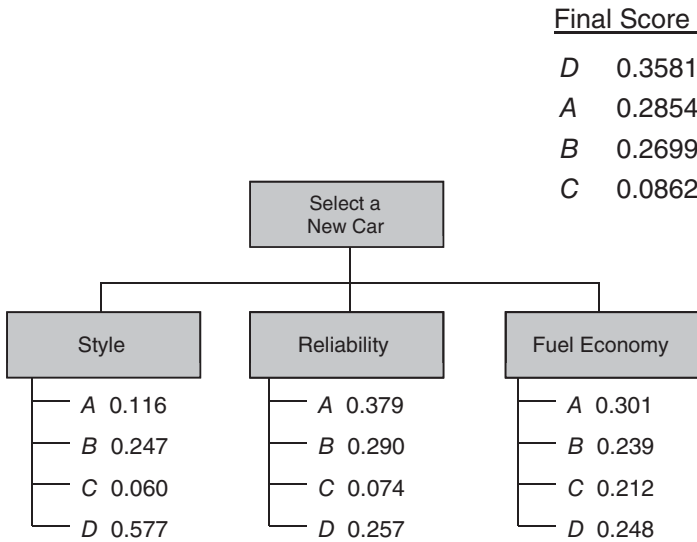 Final Score
D 0.3581
A 0.2854
B 0.2699
C 0.0862
Select a
New Car
Style
Reliability
Fuel Economy
A 0.116
B 0.247
C 0.060
D 0.577
A 0.379
B 0.290
C 0.074
D 0.257
A 0.301
B 0.239
C 0.212
D 0.248